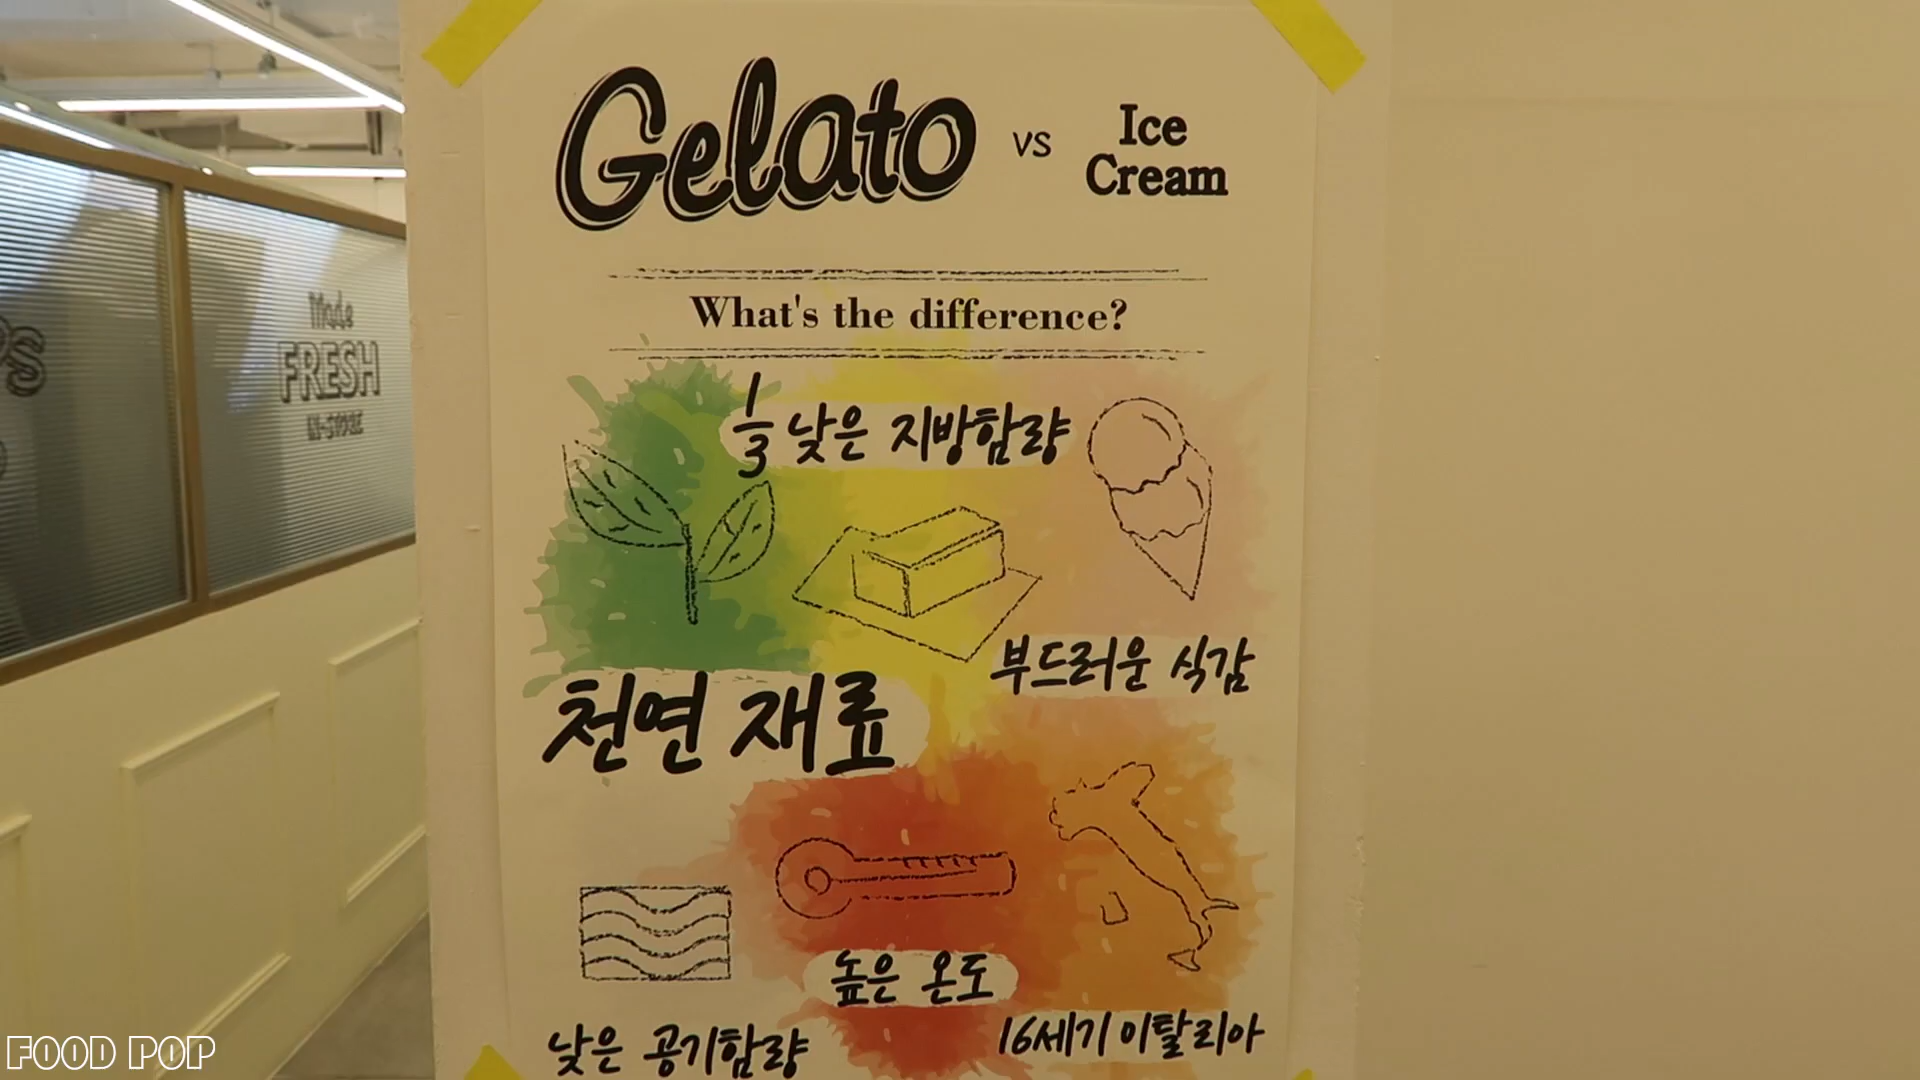 Gelato vs Ice Cream
What's the difference?
1/3 낮은 지방함량
부드러운 식감
천연 재료
높은 온도
낮은 공기함량
16세기 이탈리아
Made
FRESH
IN-STORE
'S
FOOD POP